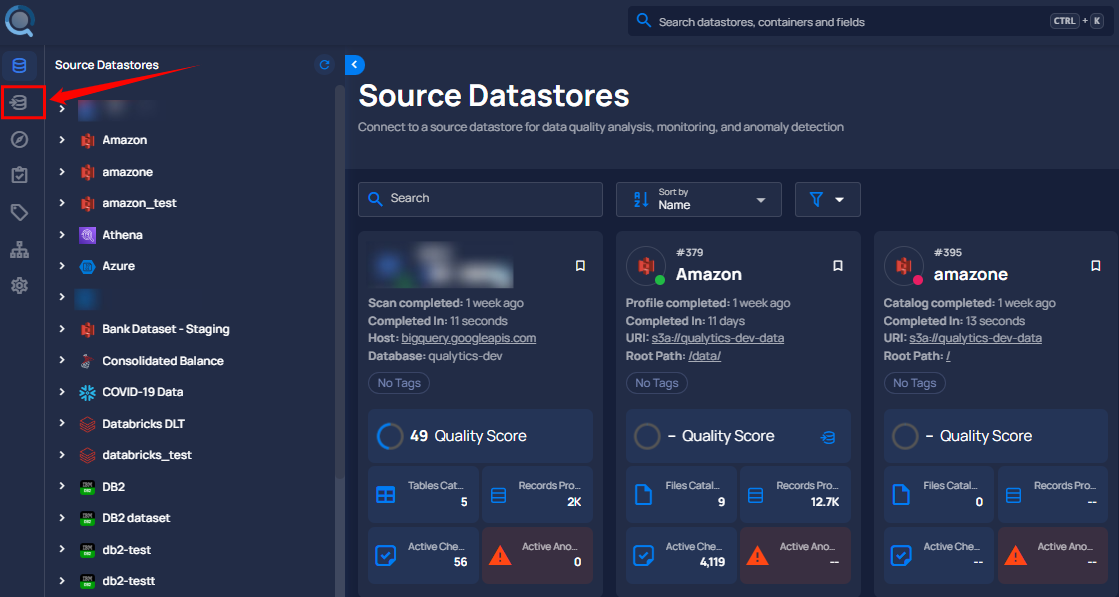 Search datastores, containers and fields
CTRL + K
Source Datastores
Amazon
amazone
amazon_test
Athena
Azure
Bank Dataset - Staging
Consolidated Balance
COVID-19 Data
Databricks DLT
databricks_test
DB2
DB2 dataset
db2-test
db2-testt
Source Datastores
Connect to a source datastore for data quality analysis, monitoring, and anomaly detection
Search
Sort by
Name
Scan completed: 1 week ago
Completed In: 11 seconds
Host: bigquery.googleapis.com
Database: qualytics-dev
No Tags
49 Quality Score
Tables Cat...
5
Records Pro...
2K
Active Che...
56
Active Ano...
0
#379
Amazon
Profile completed: 1 week ago
Completed In: 11 days
URI: s3a://qualytics-dev-data
Root Path: /data/
No Tags
– Quality Score
Files Catal...
9
Records Pro...
12.7K
Active Che...
4,119
Active Ano...
--
#395
amazone
Catalog completed: 1 week ago
Completed In: 13 seconds
URI: s3a://qualytics-dev-data
Root Path: /
No Tags
– Quality Score
Files Catal...
0
Records Pro...
--
Active Che...
--
Active Ano...
--